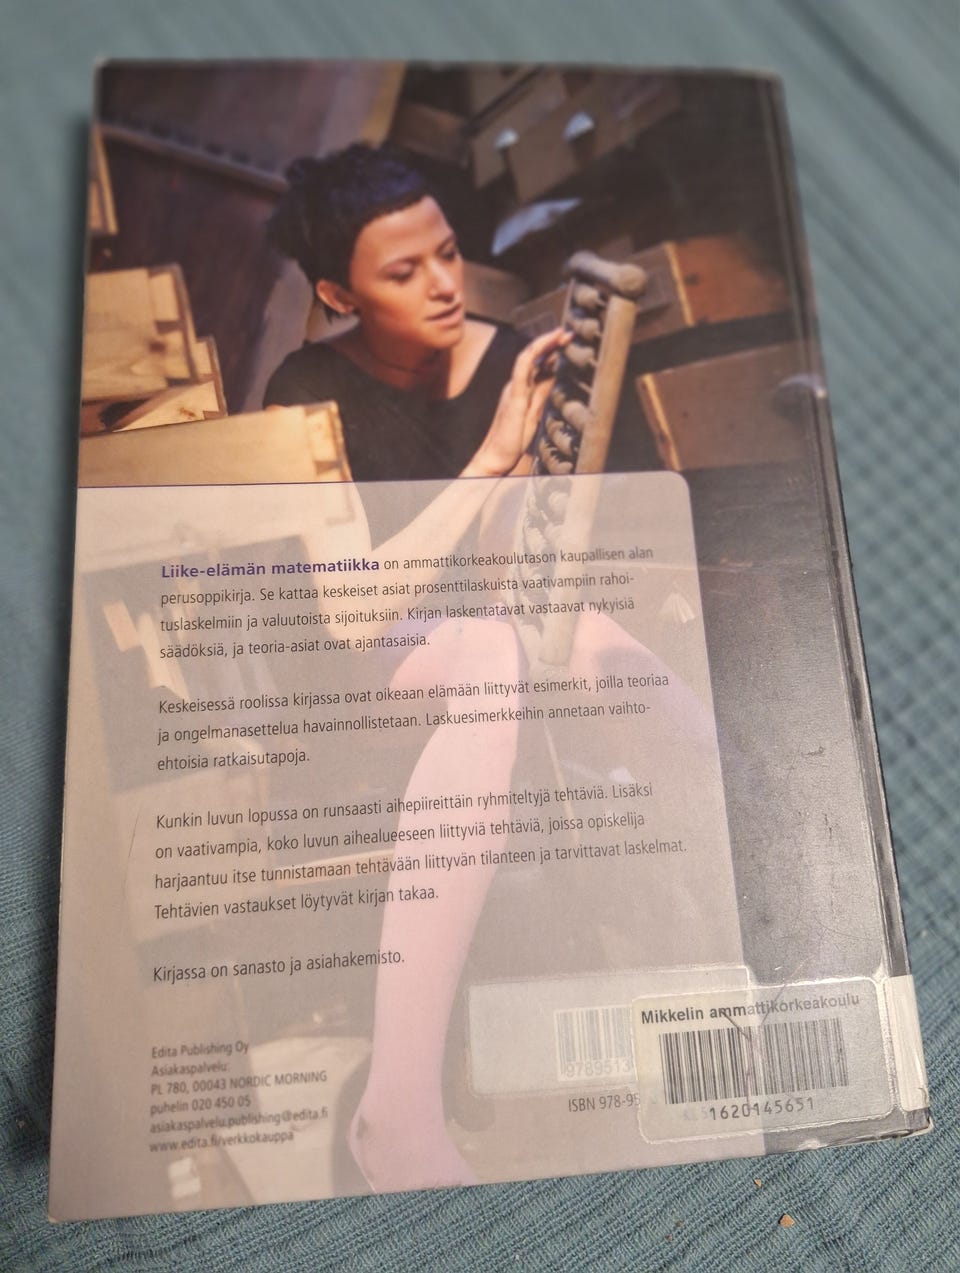 Liike-elämän matematiikka on ammattikorkeakoulutason kaupallisen alan
perusoppikirja. Se kattaa keskeiset asiat prosenttilaskuista vaativampiin rahoi-
tuslaskelmiin ja valuutoista sijoituksiin. Kirjan laskentatavat vastaavat nykyisiä
säädöksiä, ja teoria-asiat ovat ajantasaisia.
Keskeisessä roolissa kirjassa ovat oikeaan elämään liittyvät esimerkit, joilla teoriaa
ja ongelmanasettelua havainnollistetaan. Laskuesimerkkeihin annetaan vaihto-
ehtoisia ratkaisutapoja.
Kunkin luvun lopussa on runsaasti aihepiireittäin ryhmiteltyjä tehtäviä. Lisäksi
on vaativampia, koko luvun aihealueeseen liittyviä tehtäviä, joissa opiskelija
harjaantuu itse tunnistamaan tehtävään liittyvän tilanteen ja tarvittavat laskelmat.
Tehtävien vastaukset löytyvät kirjan takaa.
Kirjassa on sanasto ja asiahakemisto.
Edita Publishing Oy
Asiakaspalvelu:
PL 780, 00043 NORDIC MORNING
puhelin 020 450 05
asiakaspalvelu.publishing@edita.fi
www.edita.fi/verkkokauppa
9789513
ISBN 978-95
Mikkelin ammattikorkeakoulu
1620145651